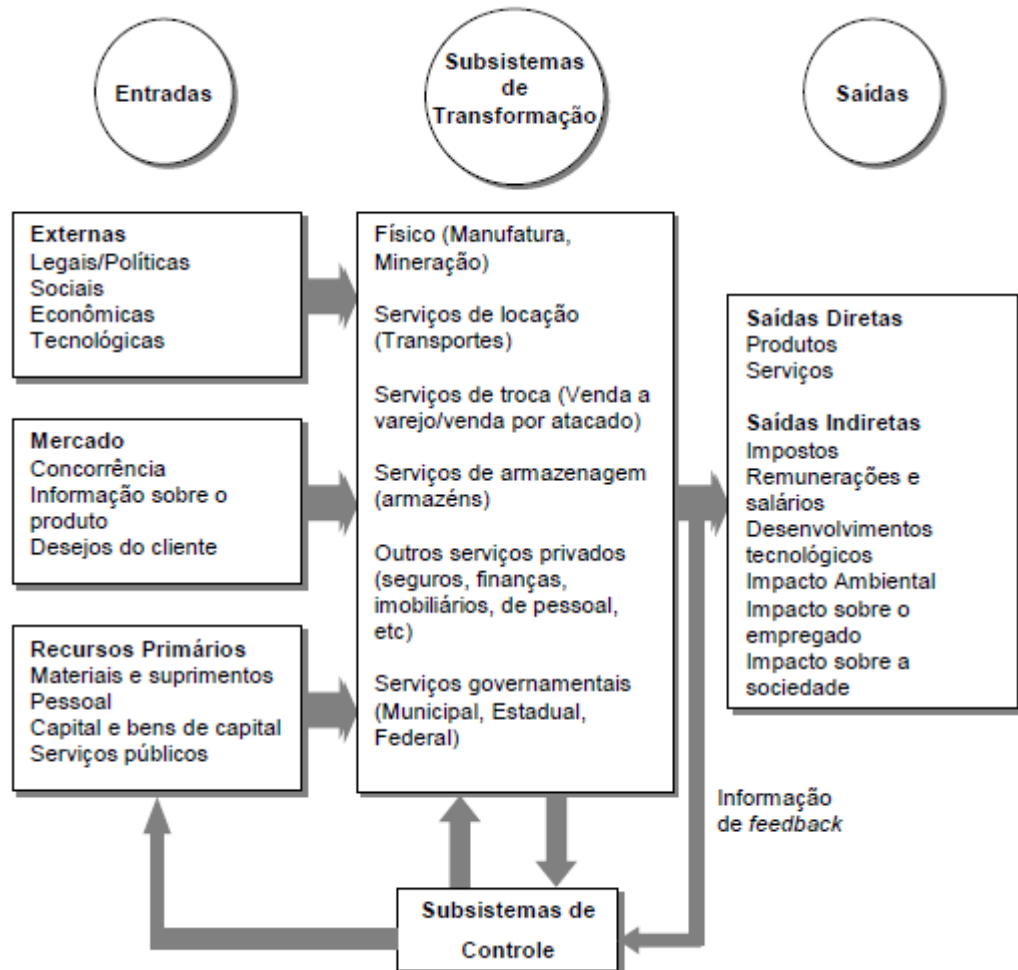 Entradas
Subsistemas
de
Transformação
Saídas
Externas
Legais/Políticas
Sociais
Econômicas
Tecnológicas
Mercado
Concorrência
Informação sobre o
produto
Desejos do cliente
Recursos Primários
Materiais e suprimentos
Pessoal
Capital e bens de capital
Serviços públicos
Físico (Manufatura,
Mineração)
Serviços de locação
(Transportes)
Serviços de troca (Venda a
varejo/venda por atacado)
Serviços de armazenagem
(armazéns)
Outros serviços privados
(seguros, finanças,
imobiliários, de pessoal,
etc)
Serviços governamentais
(Municipal, Estadual,
Federal)
Saídas Diretas
Produtos
Serviços
Saídas Indiretas
Impostos
Remunerações e
salários
Desenvolvimentos
tecnológicos
Impacto Ambiental
Impacto sobre o
empregado
Impacto sobre a
sociedade
Informação
de feedback
Subsistemas de
Controle